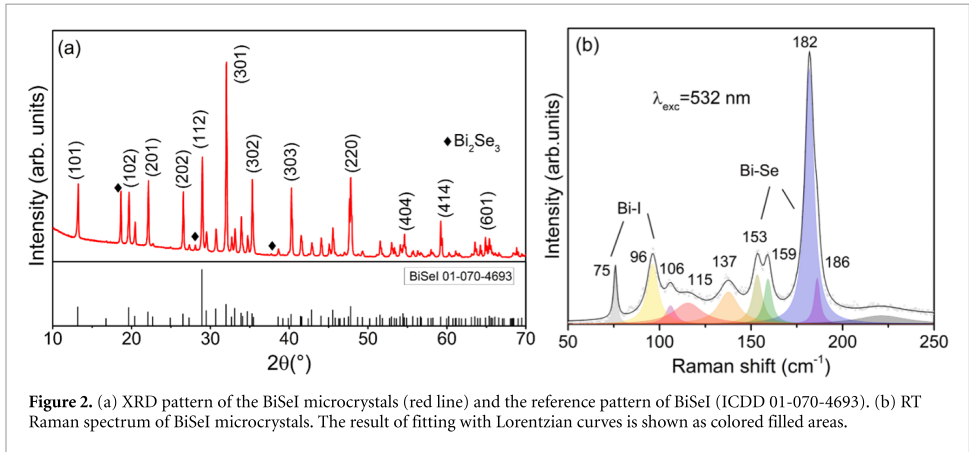 (a)
Intensity (arb. units)
(101)
(102)
(201)
(202)
(112)
(301)
(302)
(303)
(220)
(404)
(414)
(601)
♦Bi₂Se₃
BiSeI 01-070-4693
10 20 30 40 50 60 70
2θ(°)
(b)
Intensity (arb.units)
λexc=532 nm
Bi-I
Bi-Se
75
96
106
115
137
153
159
182
186
50 100 150 200 250
Raman shift (cm⁻¹)
Figure 2. (a) XRD pattern of the BiSeI microcrystals (red line) and the reference pattern of BiSeI (ICDD 01-070-4693). (b) RT
Raman spectrum of BiSeI microcrystals. The result of fitting with Lorentzian curves is shown as colored filled areas.